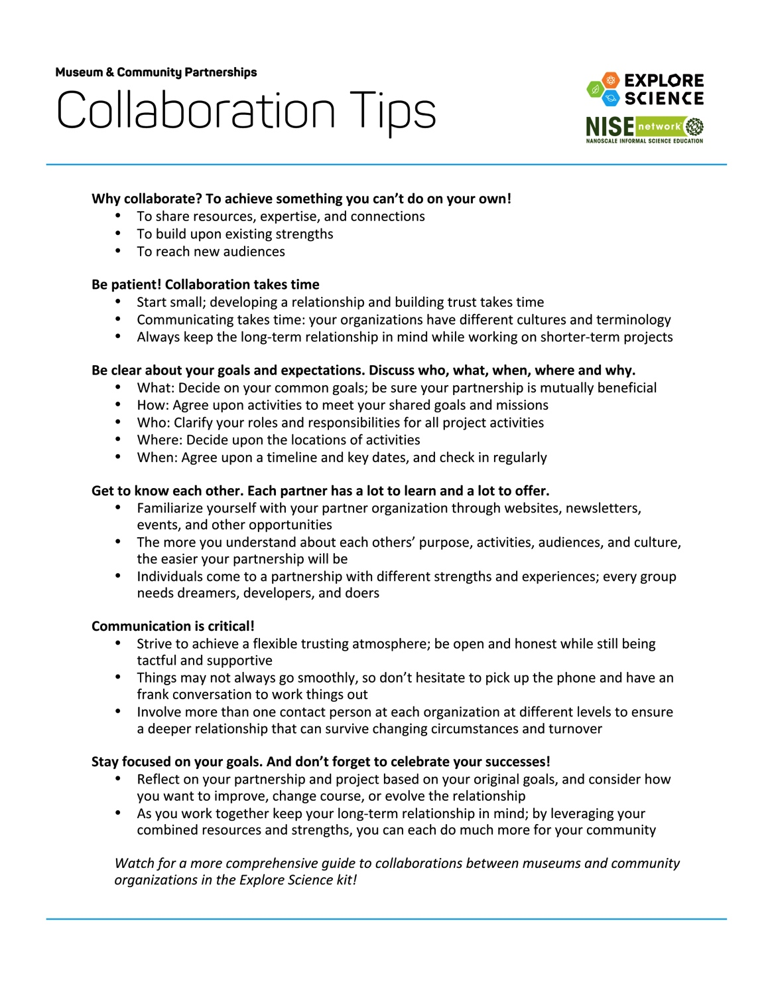 Museum & Community Partnerships
Collaboration Tips
EXPLORE
SCIENCE
NISE network™
NANOSCALE INFORMAL SCIENCE EDUCATION
Why collaborate? To achieve something you can’t do on your own!
• To share resources, expertise, and connections
• To build upon existing strengths
• To reach new audiences
Be patient! Collaboration takes time
• Start small; developing a relationship and building trust takes time
• Communicating takes time: your organizations have different cultures and terminology
• Always keep the long-term relationship in mind while working on shorter-term projects
Be clear about your goals and expectations. Discuss who, what, when, where and why.
• What: Decide on your common goals; be sure your partnership is mutually beneficial
• How: Agree upon activities to meet your shared goals and missions
• Who: Clarify your roles and responsibilities for all project activities
• Where: Decide upon the locations of activities
• When: Agree upon a timeline and key dates, and check in regularly
Get to know each other. Each partner has a lot to learn and a lot to offer.
• Familiarize yourself with your partner organization through websites, newsletters,
events, and other opportunities
• The more you understand about each others’ purpose, activities, audiences, and culture,
the easier your partnership will be
• Individuals come to a partnership with different strengths and experiences; every group
needs dreamers, developers, and doers
Communication is critical!
• Strive to achieve a flexible trusting atmosphere; be open and honest while still being
tactful and supportive
• Things may not always go smoothly, so don’t hesitate to pick up the phone and have an
frank conversation to work things out
• Involve more than one contact person at each organization at different levels to ensure
a deeper relationship that can survive changing circumstances and turnover
Stay focused on your goals. And don’t forget to celebrate your successes!
• Reflect on your partnership and project based on your original goals, and consider how
you want to improve, change course, or evolve the relationship
• As you work together keep your long-term relationship in mind; by leveraging your
combined resources and strengths, you can each do much more for your community
Watch for a more comprehensive guide to collaborations between museums and community
organizations in the Explore Science kit!